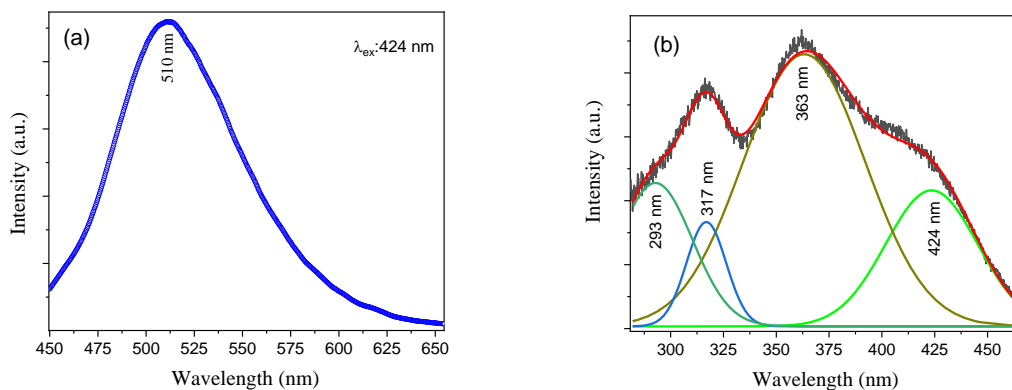 (a)
λex:424 nm
510 nm
Intensity (a.u.)
450 475 500 525 550 575 600 625 650
Wavelength (nm)
(b)
363 nm
317 nm
293 nm
424 nm
Intensity (a.u.)
300 325 350 375 400 425 450
Wavelength (nm)